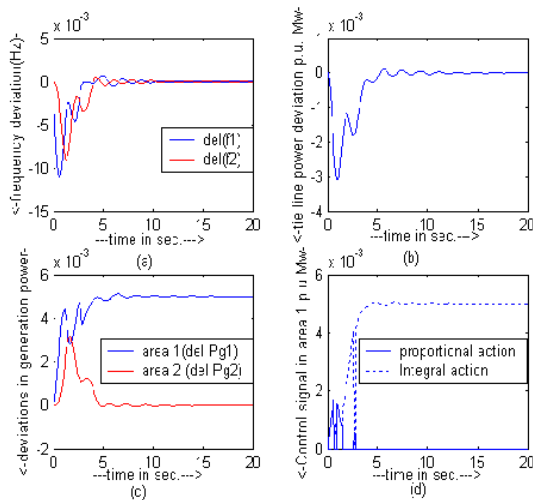 x 10^-3
5
0
-5
-10
-15
<-frequency deviation(Hz)-
del(f1)
del(f2)
0 5 10 15 20
---time in sec.--->
(a)
x 10^-3
1
0
-1
-2
-3
-4
<-tie line power deviation p.u. Mw-
0 5 10 15 20
---time in sec.--->
(b)
x 10^-3
6
4
2
0
-2
<-deviations in generation power-
area 1(del Pg1)
area 2 (del Pg2)
0 5 10 15 20
---time in sec.--->
(c)
x 10^-3
6
4
2
0
<-Control signal in area 1 p.u Mw-
proportional action
Integral action
0 5 10 15 20
---time in sec.--->
(d)